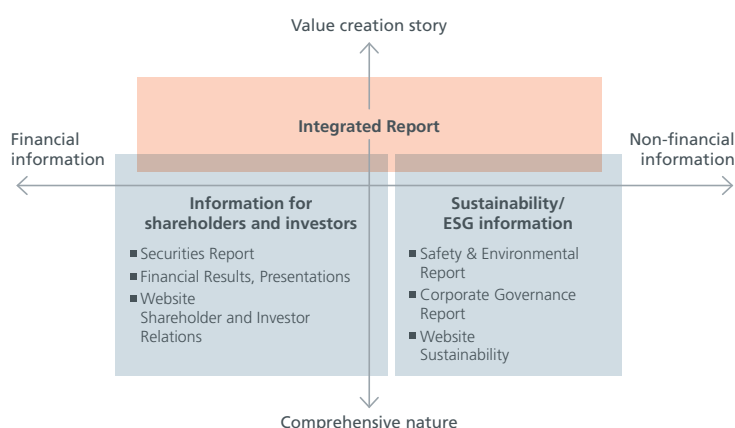 Value creation story
Integrated Report
Financial
information
Non-financial
information
Information for
shareholders and investors
■ Securities Report
■ Financial Results, Presentations
■ Website
Shareholder and Investor
Relations
Sustainability/
ESG information
■ Safety & Environmental
Report
■ Corporate Governance
Report
■ Website
Sustainability
Comprehensive nature